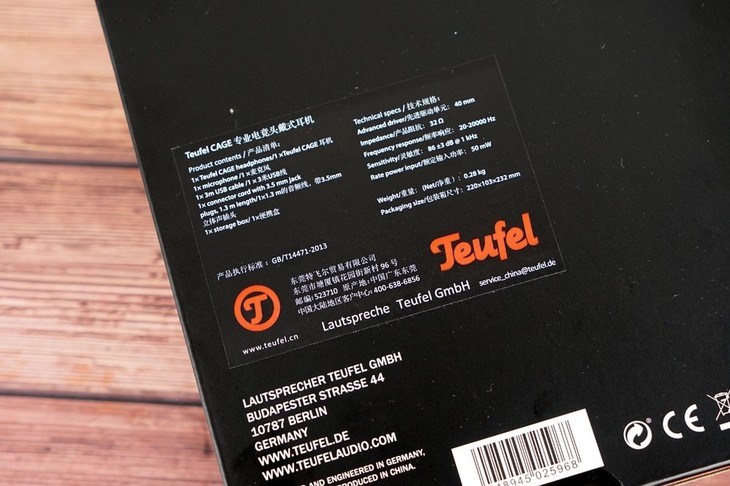 Teufel CAGE 专业电竞头戴式耳机
Product contents / 产品清单:
1× Teufel CAGE headphones/1×Teufel CAGE 耳机
1× microphone /1 ×麦克风
1× 3m USB cable /1 × 3米USB线
1× connector cord with 3.5 mm jack
plugs, 1.3 m length/1×1.3 m的音频线,带3.5mm
立体声插头
1× storage box/ 1×便携盒
Technical specs / 技术规格:
Advanced driver/先进驱动单元: 40 mm
Impedance/产品阻抗: 32 Ω
Frequency response/频率响应: 20-20000 Hz
Sensitivity/灵敏度: 86 ±3 dB @ 1 kHz
Rate power input/额定输入功率: 50 mW
Weight/重量: (Net/净重): 0.28 kg
Packaging size/包装箱尺寸: 220×103×232 mm
产品执行标准: GB/T14471-2013
东莞特飞尔贸易有限公司
东莞市塘厦镇花园街新村 96 号
邮编: 523710 原产地: 中国广东东莞
中国大陆地区客户中心: 400-638-6856
Teufel
www.teufel.cn
Lautspreche Teufel GmbH
service_china@teufel.de
LAUTSPRECHER TEUFEL GMBH
BUDAPESTER STRASSE 44
10787 BERLIN
GERMANY
WWW.TEUFEL.DE
WWW.TEUFELAUDIO.COM
AND ENGINEERED IN GERMANY,
PRODUCED IN CHINA.
48945 025968
CE